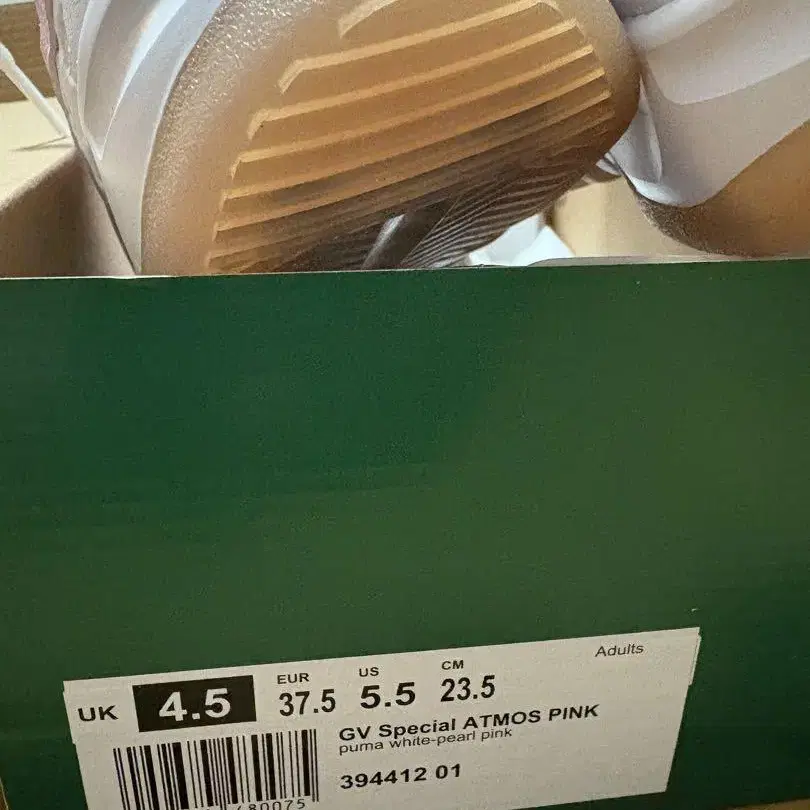 Adults
UK 4.5 EUR 37.5 US 5.5 CM 23.5
GV Special ATMOS PINK
puma white-pearl pink
394412 01
480075